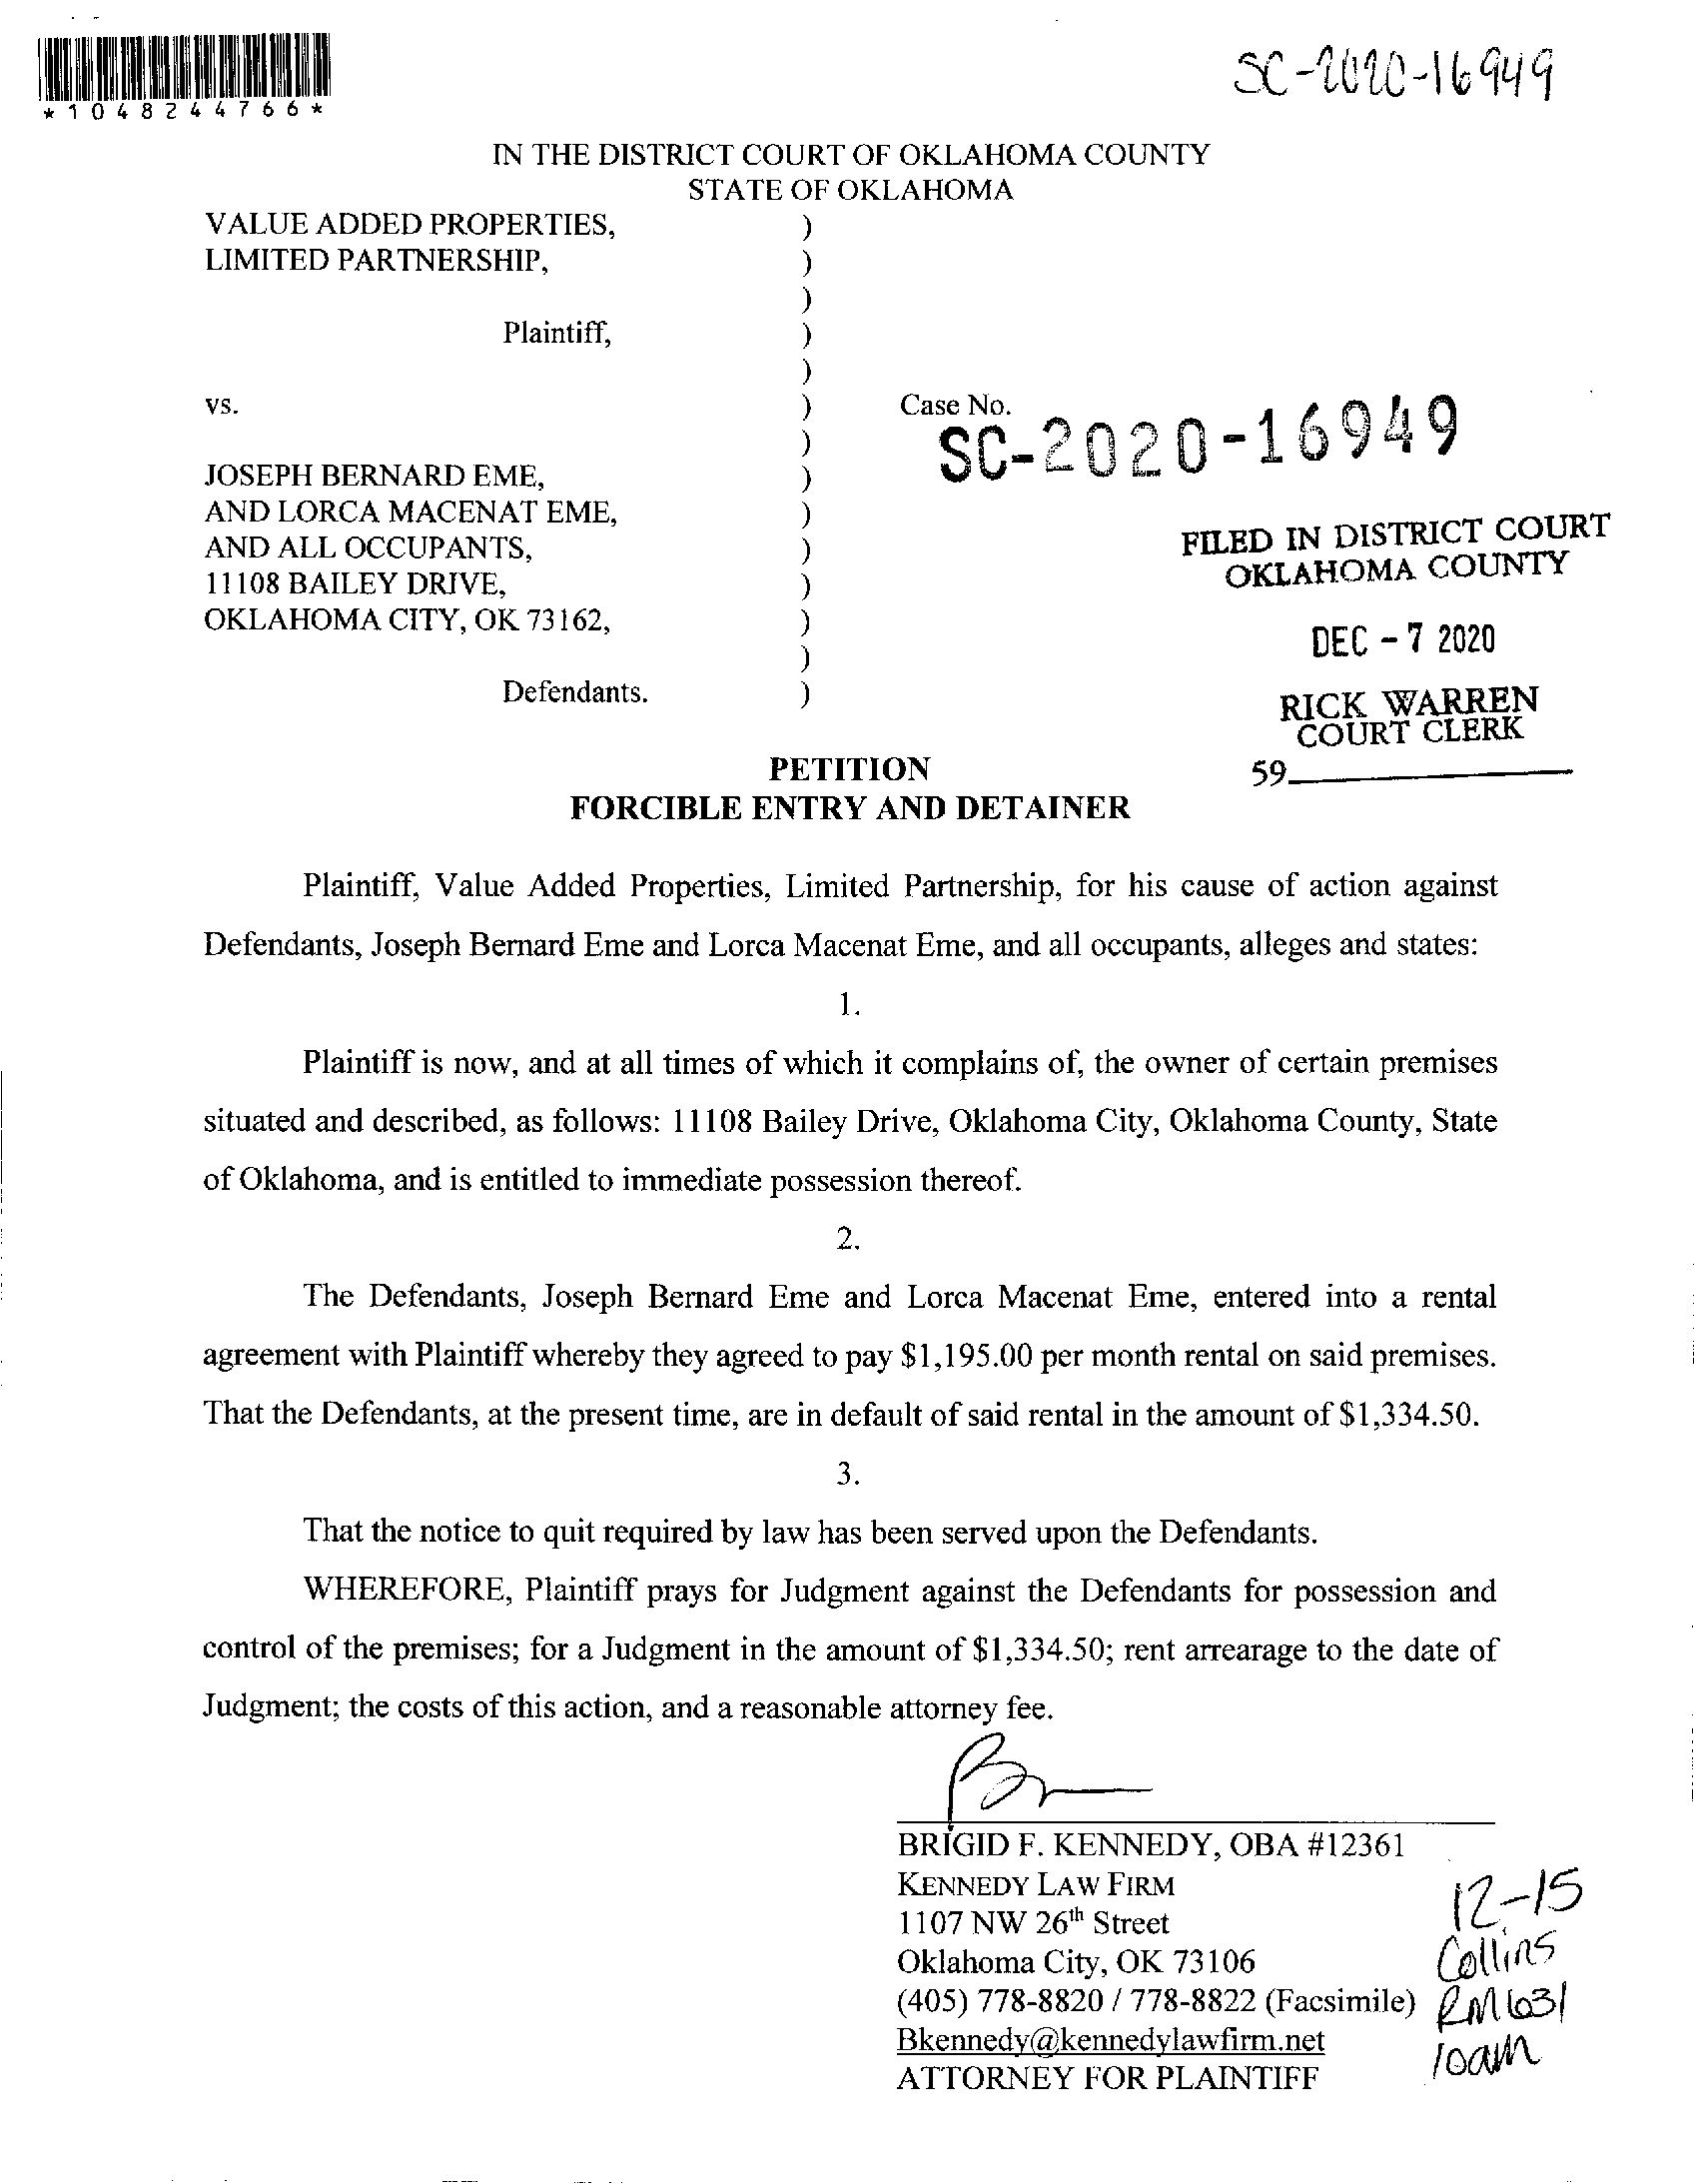 SC-2020-16949
*1048244766*
IN THE DISTRICT COURT OF OKLAHOMA COUNTY
STATE OF OKLAHOMA
VALUE ADDED PROPERTIES, )
LIMITED PARTNERSHIP, )
)
Plaintiff, )
)
vs. ) Case No.
) SC-2020-16949
JOSEPH BERNARD EME, )
AND LORCA MACENAT EME, )
AND ALL OCCUPANTS, )
11108 BAILEY DRIVE, )
OKLAHOMA CITY, OK 73162, )
)
Defendants. )
FILED IN DISTRICT COURT
OKLAHOMA COUNTY
DEC - 7 2020
RICK WARREN
COURT CLERK
59
PETITION
FORCIBLE ENTRY AND DETAINER
Plaintiff, Value Added Properties, Limited Partnership, for his cause of action against
Defendants, Joseph Bernard Eme and Lorca Macenat Eme, and all occupants, alleges and states:
1.
Plaintiff is now, and at all times of which it complains of, the owner of certain premises
situated and described, as follows: 11108 Bailey Drive, Oklahoma City, Oklahoma County, State
of Oklahoma, and is entitled to immediate possession thereof.
2.
The Defendants, Joseph Bernard Eme and Lorca Macenat Eme, entered into a rental
agreement with Plaintiff whereby they agreed to pay $1,195.00 per month rental on said premises.
That the Defendants, at the present time, are in default of said rental in the amount of $1,334.50.
3.
That the notice to quit required by law has been served upon the Defendants.
WHEREFORE, Plaintiff prays for Judgment against the Defendants for possession and
control of the premises; for a Judgment in the amount of $1,334.50; rent arrearage to the date of
Judgment; the costs of this action, and a reasonable attorney fee.
BRIGID F. KENNEDY, OBA #12361
KENNEDY LAW FIRM
1107 NW 26th Street
Oklahoma City, OK 73106
(405) 778-8820 / 778-8822 (Facsimile)
Bkennedy@kennedylawfirm.net
ATTORNEY FOR PLAINTIFF
12-15
Collins
RM 631
10am